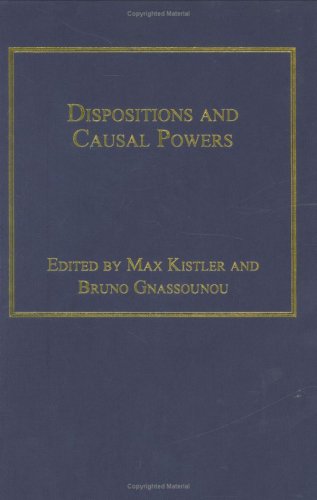 Dispositions and
Causal Powers
Edited by Max Kistler and
Bruno Gnassounou